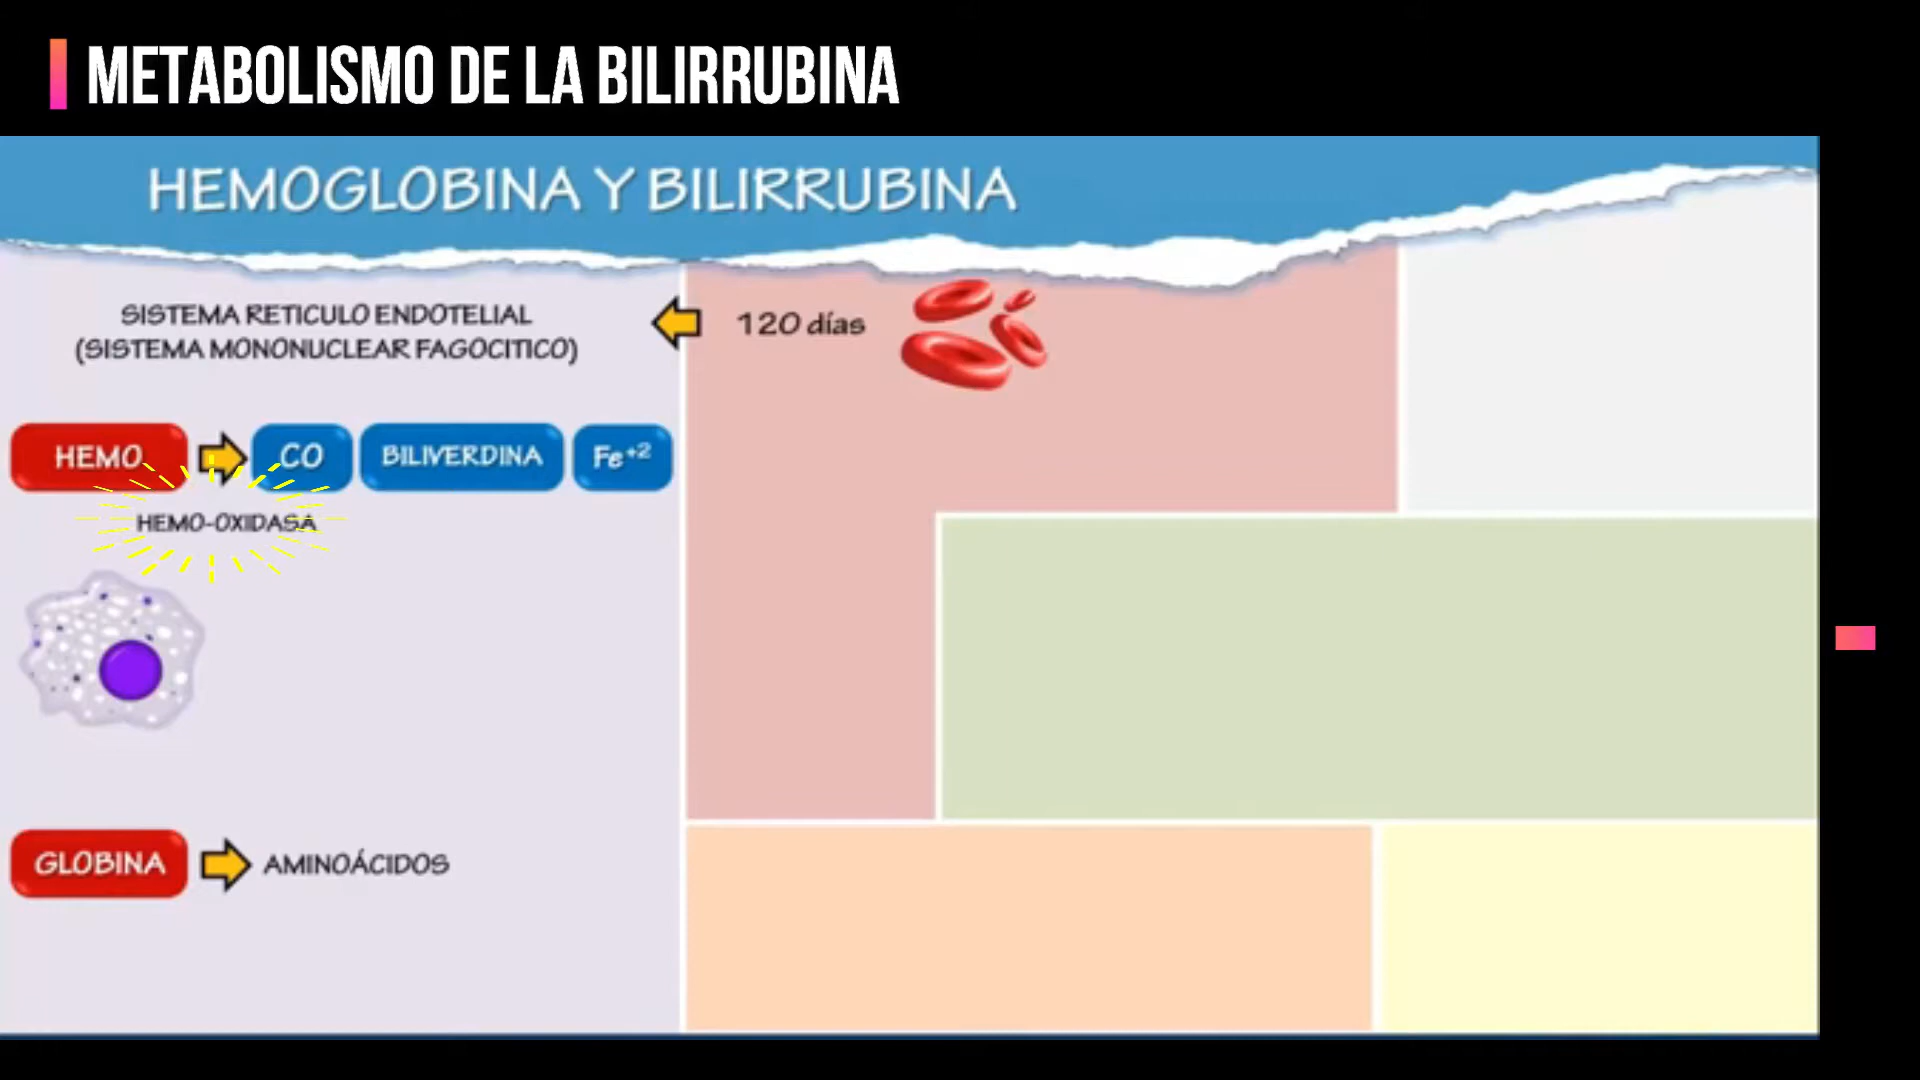 METABOLISMO DE LA BILIRRUBINA
HEMOGLOBINA Y BILIRRUBINA
SISTEMA RETICULO ENDOTELIAL
(SISTEMA MONONUCLEAR FAGOCITICO)
120 días
HEMO
CO
BILIVERDINA
Fe⁺²
HEMO-OXIDASA
GLOBINA
AMINOÁCIDOS